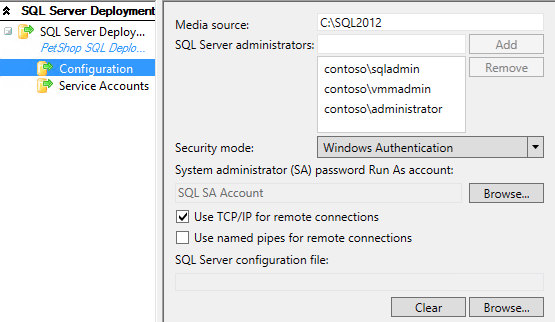 SQL Server Deployment
SQL Server Deploy...
PetShop SQL Deplo...
Configuration
Service Accounts
Media source:
C:\SQL2012
SQL Server administrators:
Add
Remove
contoso\sqladmin
contoso\vmmadmin
contoso\administrator
Security mode:
Windows Authentication
System administrator (SA) password Run As account:
SQL SA Account
Browse...
Use TCP/IP for remote connections
Use named pipes for remote connections
SQL Server configuration file:
Clear
Browse...